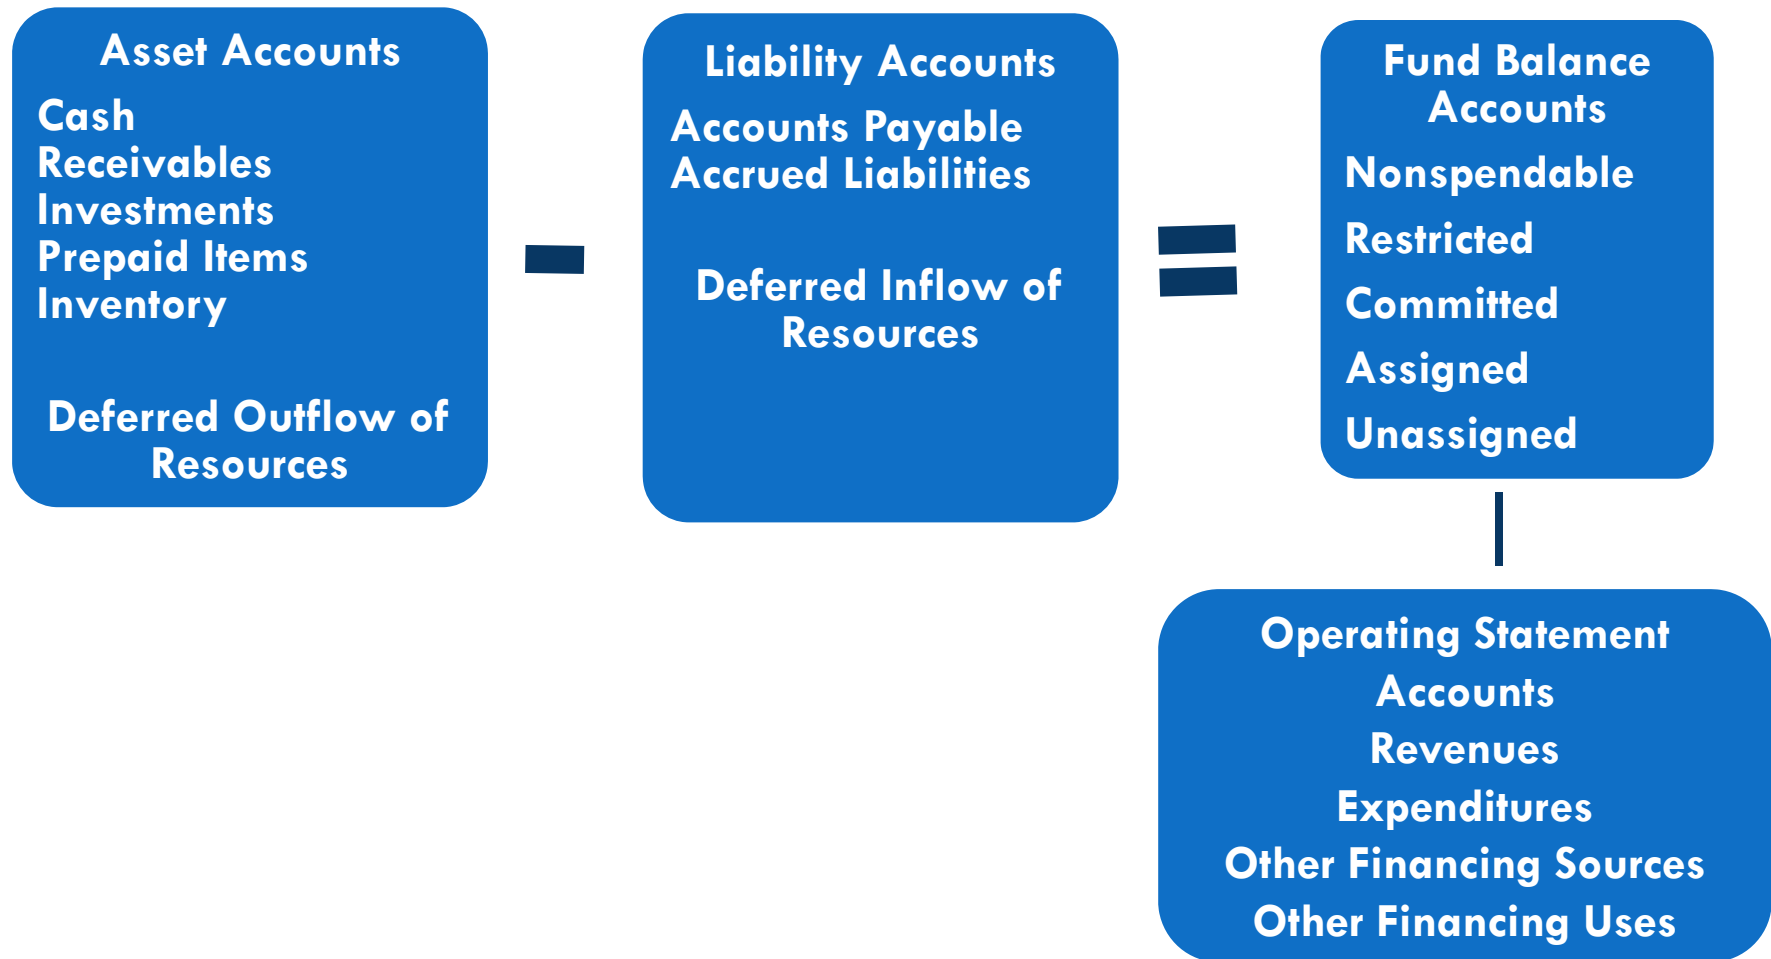 Asset Accounts
Cash
Receivables
Investments
Prepaid Items
Inventory
Deferred Outflow of
Resources
Liability Accounts
Accounts Payable
Accrued Liabilities
Deferred Inflow of
Resources
Fund Balance
Accounts
Nonspendable
Restricted
Committed
Assigned
Unassigned
Operating Statement
Accounts
Revenues
Expenditures
Other Financing Sources
Other Financing Uses